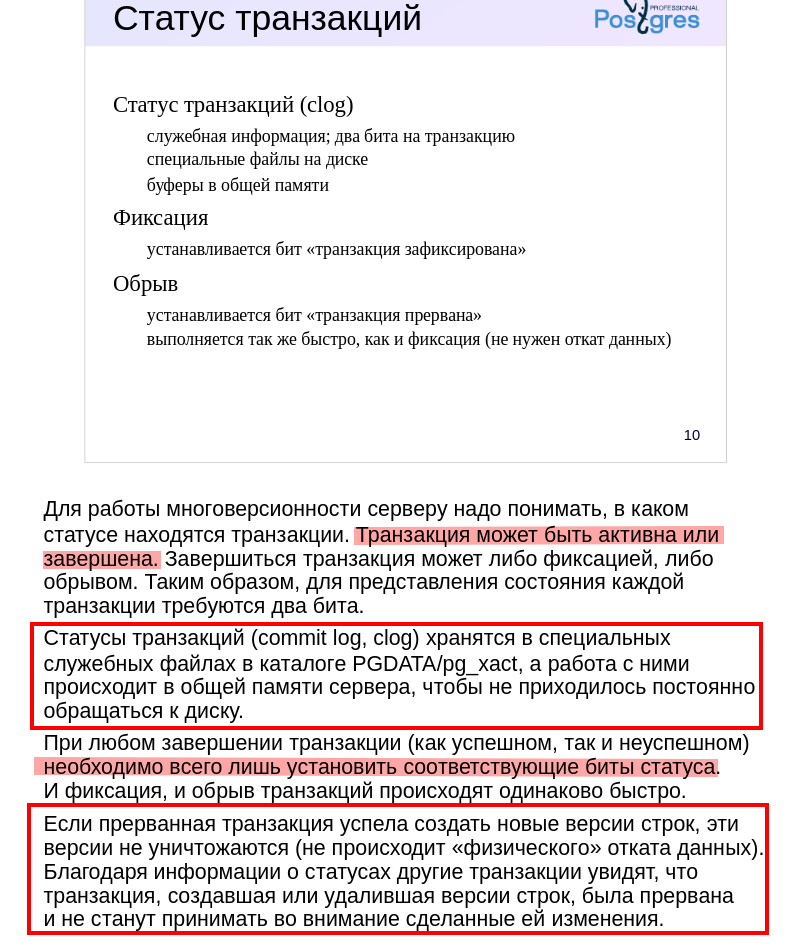 Статус транзакций
PROFESSIONAL
Postgres
Статус транзакций (clog)
служебная информация; два бита на транзакцию
специальные файлы на диске
буферы в общей памяти
Фиксация
устанавливается бит «транзакция зафиксирована»
Обрыв
устанавливается бит «транзакция прервана»
выполняется так же быстро, как и фиксация (не нужен откат данных)
10
Для работы многоверсионности серверу надо понимать, в каком
статусе находятся транзакции. Транзакция может быть активна или
завершена. Завершиться транзакция может либо фиксацией, либо
обрывом. Таким образом, для представления состояния каждой
транзакции требуются два бита.
Статусы транзакций (commit log, clog) хранятся в специальных
служебных файлах в каталоге PGDATA/pg_xact, а работа с ними
происходит в общей памяти сервера, чтобы не приходилось постоянно
обращаться к диску.
При любом завершении транзакции (как успешном, так и неуспешном)
необходимо всего лишь установить соответствующие биты статуса.
И фиксация, и обрыв транзакций происходят одинаково быстро.
Если прерванная транзакция успела создать новые версии строк, эти
версии не уничтожаются (не происходит «физического» отката данных).
Благодаря информации о статусах другие транзакции увидят, что
транзакция, создавшая или удалившая версии строк, была прервана
и не станут принимать во внимание сделанные ей изменения.